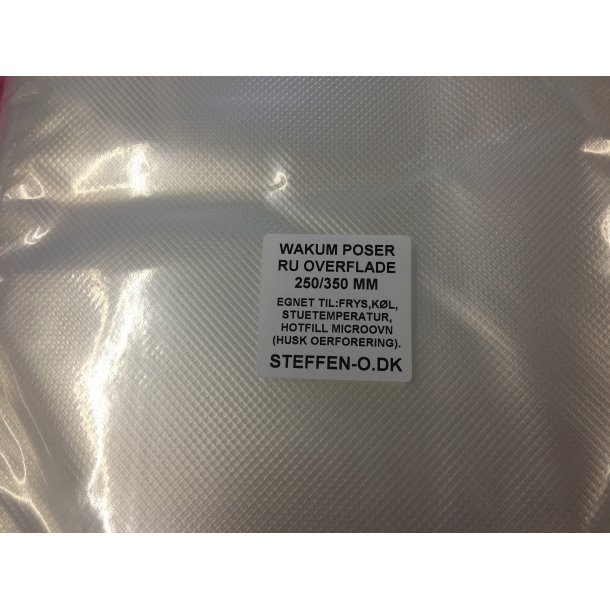 WAKUM POSER
RU OVERFLADE
250/350 MM
EGNET TIL:FRYS,KØL,
STUETEMPERATUR,
HOTFILL MICROOVN
(HUSK OERFORERING).
STEFFEN-O.DK